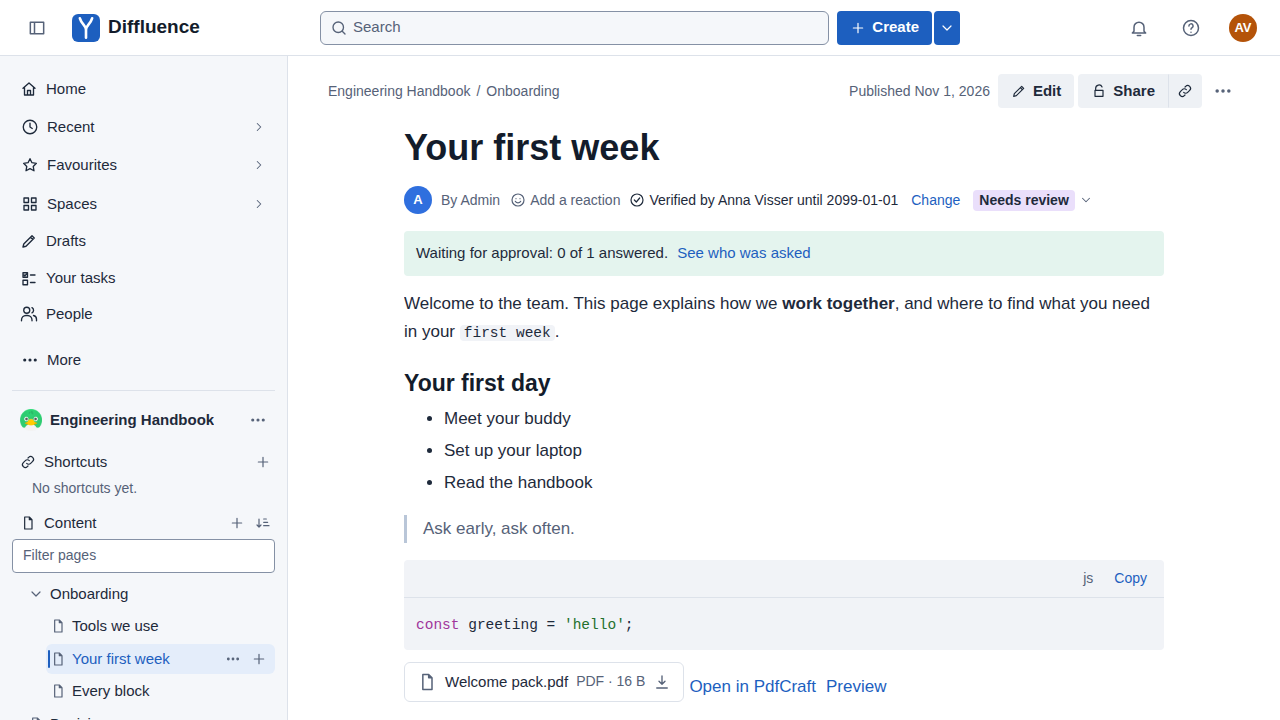 Diffluence
Search
Create
AV
Home
Recent
Favourites
Spaces
Drafts
Your tasks
People
More
Engineering Handbook
Shortcuts
No shortcuts yet.
Content
Filter pages
Onboarding
Tools we use
Your first week
Every block
Engineering Handbook / Onboarding
Published Nov 1, 2026
Edit
Share
Your first week
A By Admin Add a reaction Verified by Anna Visser until 2099-01-01 Change Needs review
Waiting for approval: 0 of 1 answered. See who was asked
Welcome to the team. This page explains how we work together, and where to find what you need
in your first week.
Your first day
• Meet your buddy
• Set up your laptop
• Read the handbook
Ask early, ask often.
js Copy
const greeting = 'hello';
Welcome pack.pdf PDF · 16 B Open in PdfCraft Preview